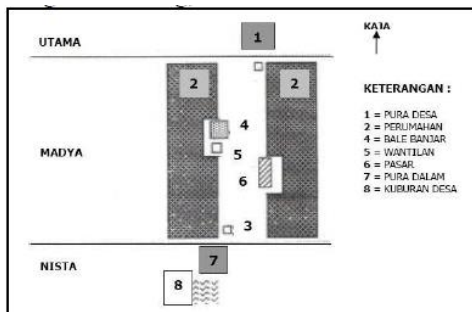 UTAMA
1
KAJA
2
2
KETERANGAN :
1 = PURA DESA
2 = PERUMAHAN
4 = BALE BANJAR
5 = WANTILAN
6 = PASAR
7 = PURA DALAM
8 = KUBURAN DESA
4
MADYA
5
6
3
NISTA
7
8